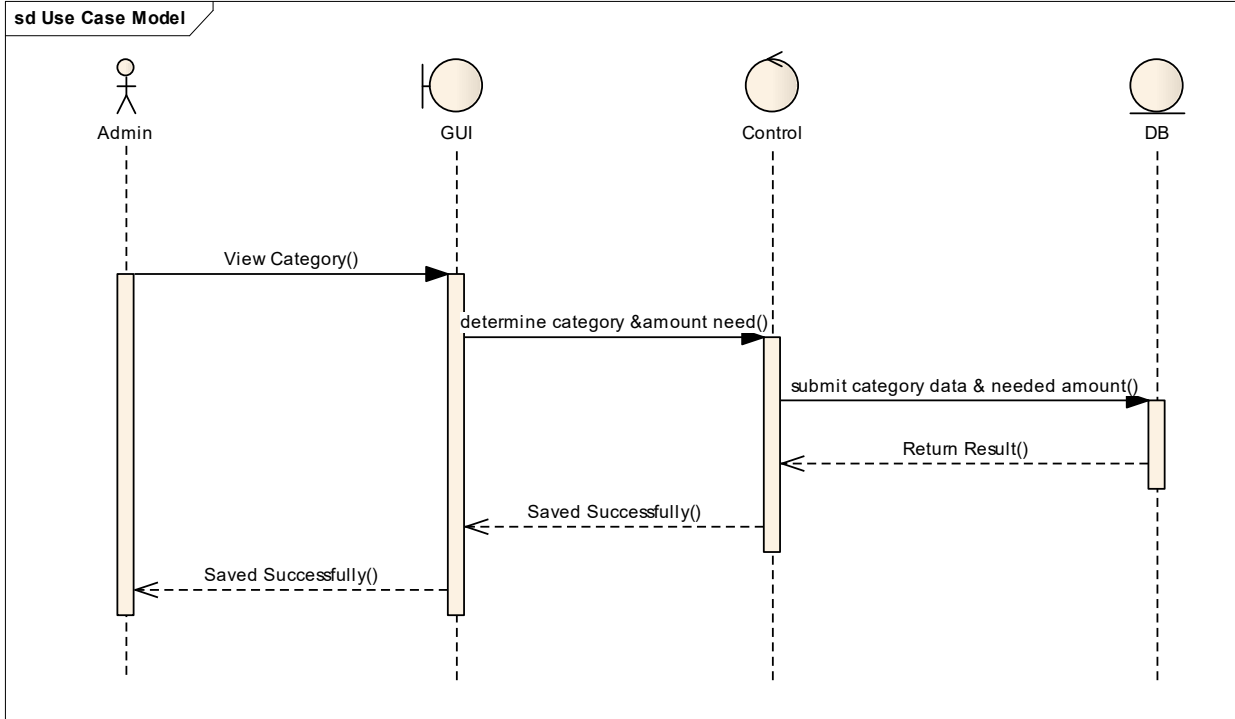 sd Use Case Model
Admin
GUI
Control
DB
View Category()
determine category &amount need()
submit category data & needed amount()
Return Result()
Saved Successfully()
Saved Successfully()